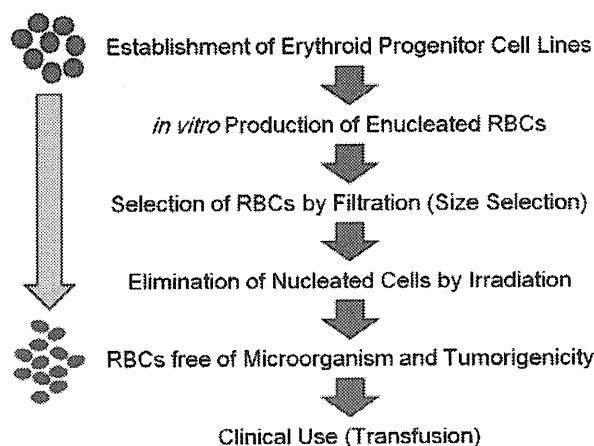 Establishment of Erythroid Progenitor Cell Lines
in vitro Production of Enucleated RBCs
Selection of RBCs by Filtration (Size Selection)
Elimination of Nucleated Cells by Irradiation
RBCs free of Microorganism and Tumorigenicity
Clinical Use (Transfusion)